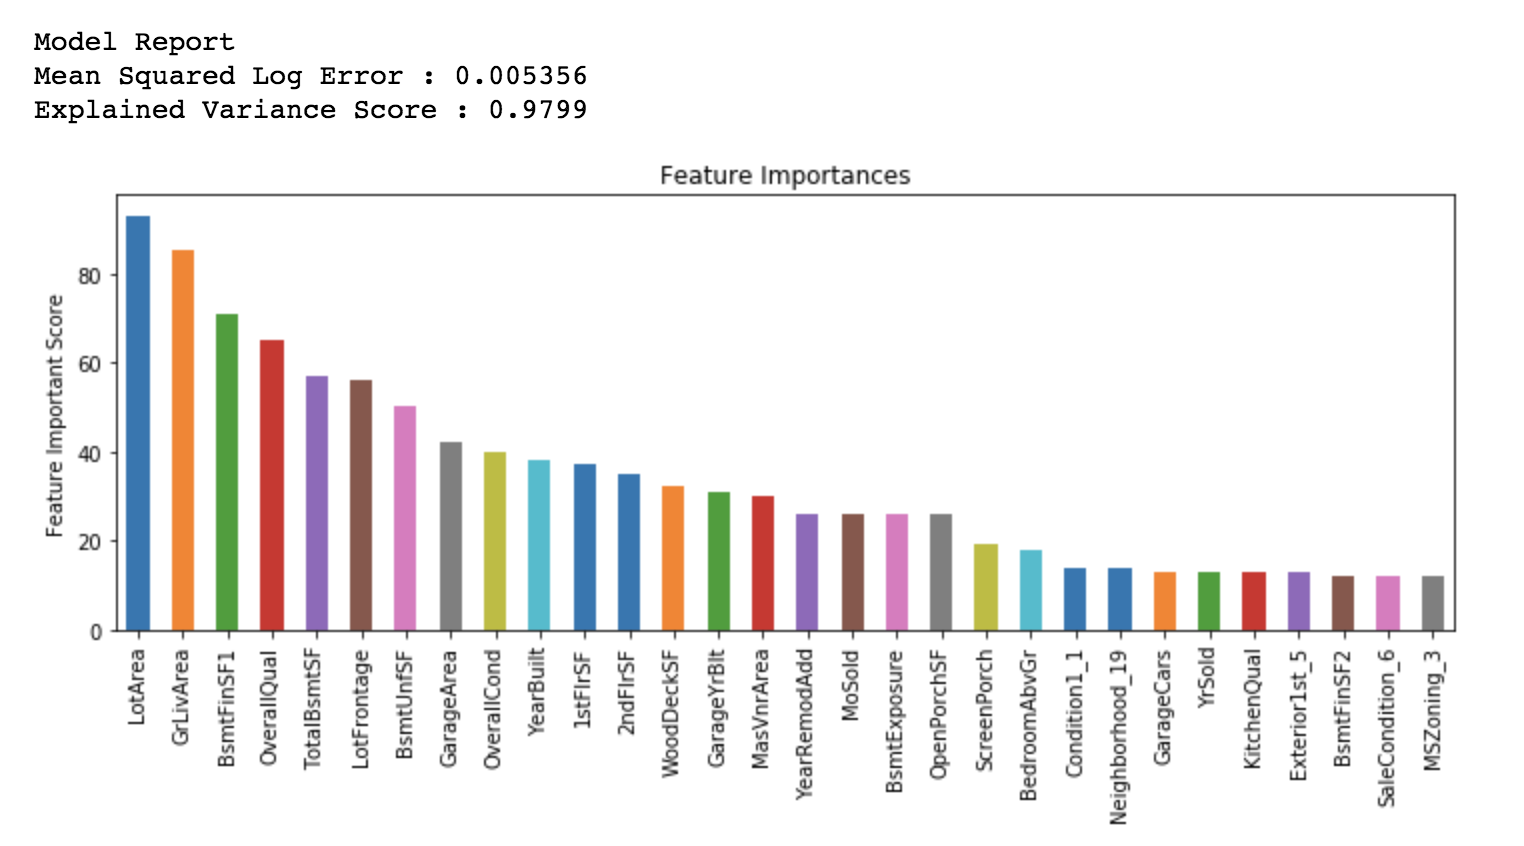 Model Report
Mean Squared Log Error : 0.005356
Explained Variance Score : 0.9799
Feature Importances
Feature Important Score
80
60
40
20
0
LotArea
GrLivArea
BsmtFinSF1
OverallQual
TotalBsmtSF
LotFrontage
BsmtUnfSF
GarageArea
OverallCond
YearBuilt
1stFlrSF
2ndFlrSF
WoodDeckSF
GarageYrBlt
MasVnrArea
YearRemodAdd
MoSold
BsmtExposure
OpenPorchSF
ScreenPorch
BedroomAbvGr
Condition1_1
Neighborhood_19
GarageCars
YrSold
KitchenQual
Exterior1st_5
BsmtFinSF2
SaleCondition_6
MSZoning_3